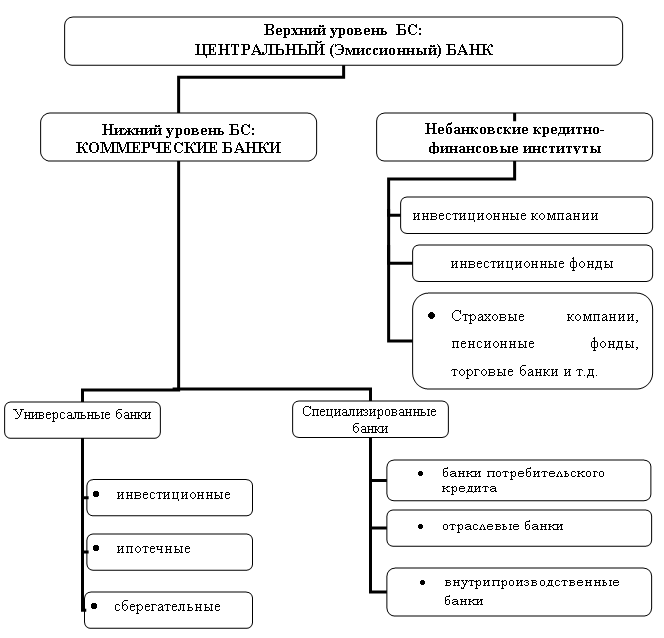 Верхний уровень БС:
ЦЕНТРАЛЬНЫЙ (Эмиссионный) БАНК
Нижний уровень БС:
КОММЕРЧЕСКИЕ БАНКИ
Небанковские кредитно-
финансовые институты
инвестиционные компании
инвестиционные фонды
• Страховые компании,
пенсионные фонды,
торговые банки и т.д.
Универсальные банки
• инвестиционные
• ипотечные
• сберегательные
Специализированные
банки
• банки потребительского
кредита
• отраслевые банки
• внутрипроизводственные
банки